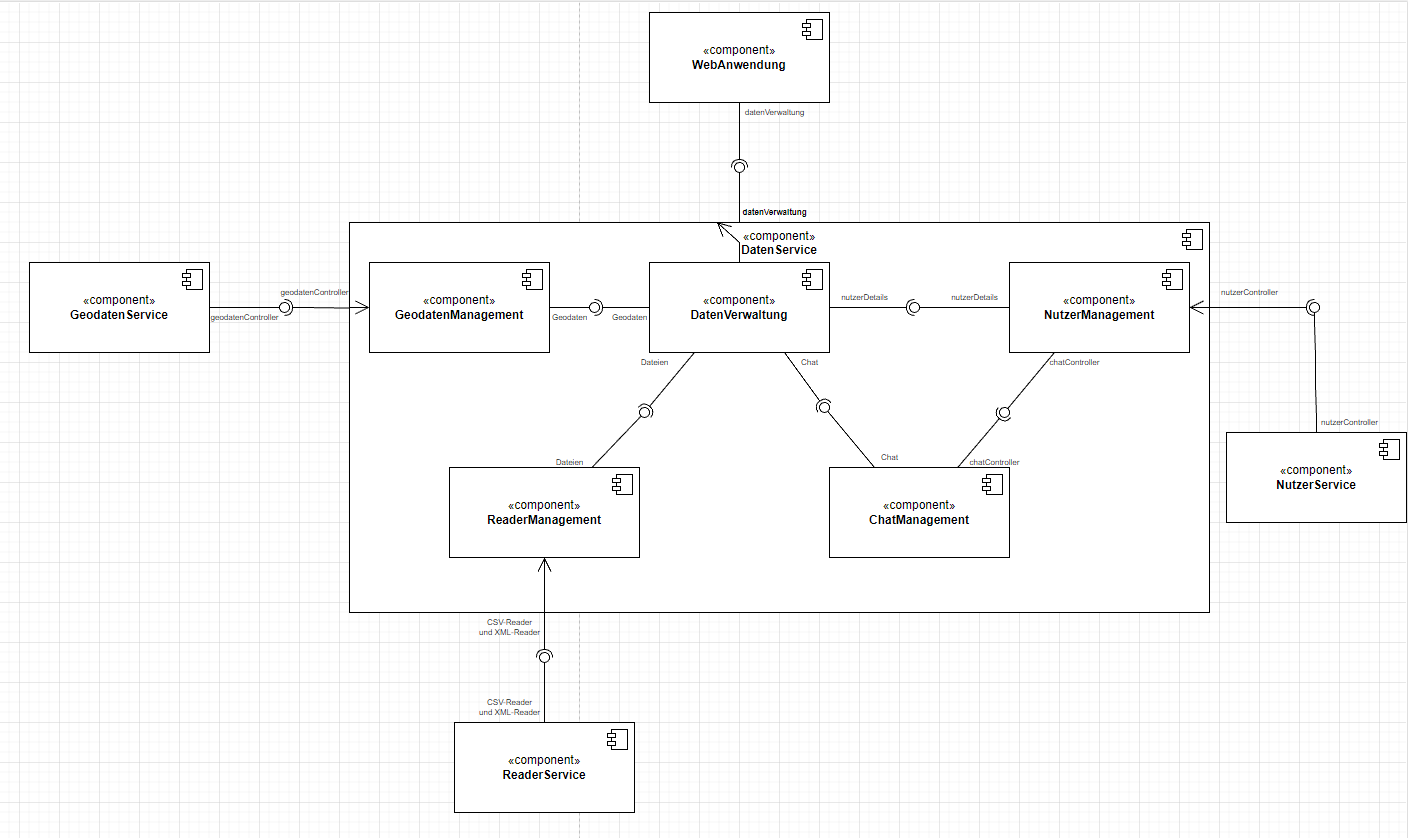 «component»
WebAnwendung
datenVerwaltung
datenVerwaltung
«component»
DatenService
«component»
GeodatenService
geodatenController
geodatenController
«component»
GeodatenManagement
Geodaten
Geodaten
«component»
DatenVerwaltung
nutzerDetails
nutzerDetails
«component»
NutzerManagement
nutzerController
nutzerController
Dateien
Chat
chatController
Dateien
Chat
chatController
«component»
ReaderManagement
«component»
ChatManagement
«component»
NutzerService
CSV-Reader
und XML-Reader
CSV-Reader
und XML-Reader
«component»
ReaderService